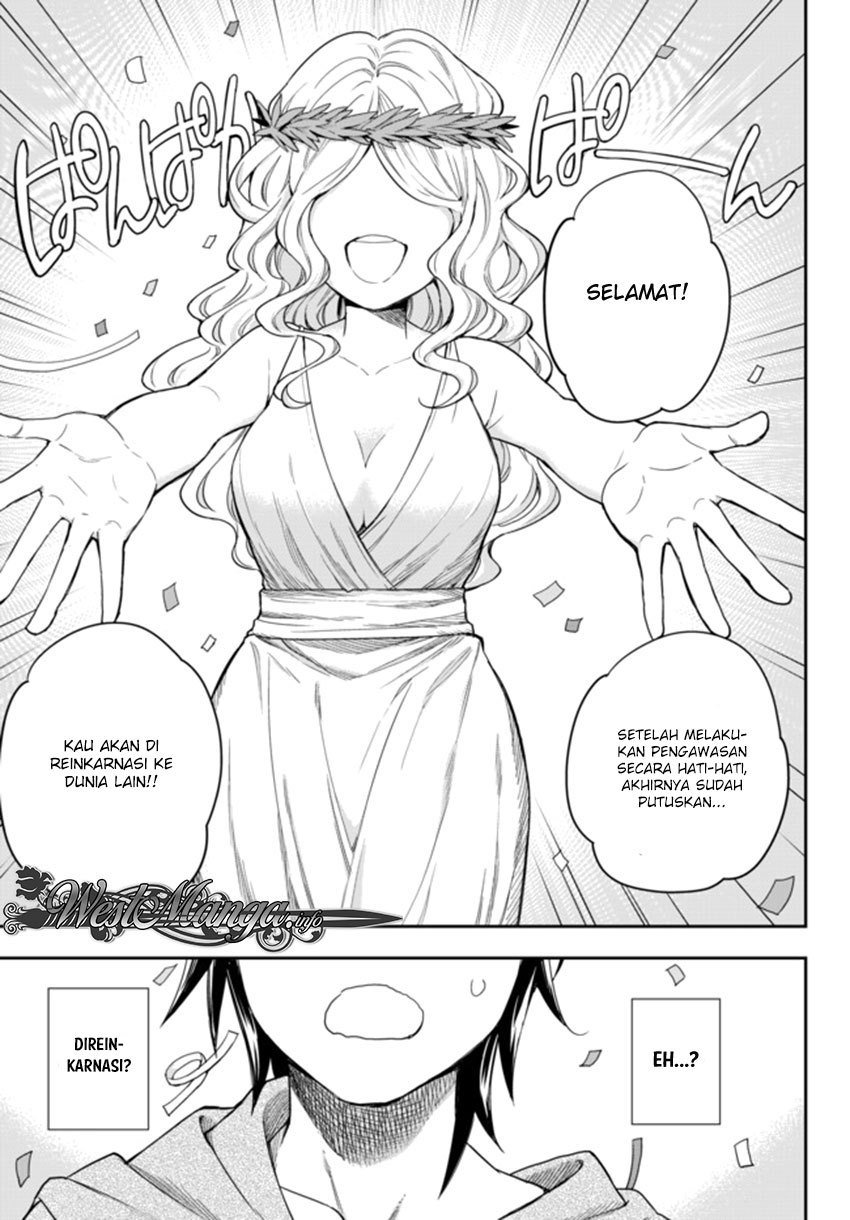 ぱんぱかぱーん
SELAMAT!
SETELAH MELAKU-
KAN PENGAWASAN
SECARA HATI-HATI,
AKHIRNYA SUDAH
PUTUSKAN...
KAU AKAN DI
REINKARNASI KE
DUNIA LAIN!!
WestManga.info
EH...?
DIREIN-
KARNASI?